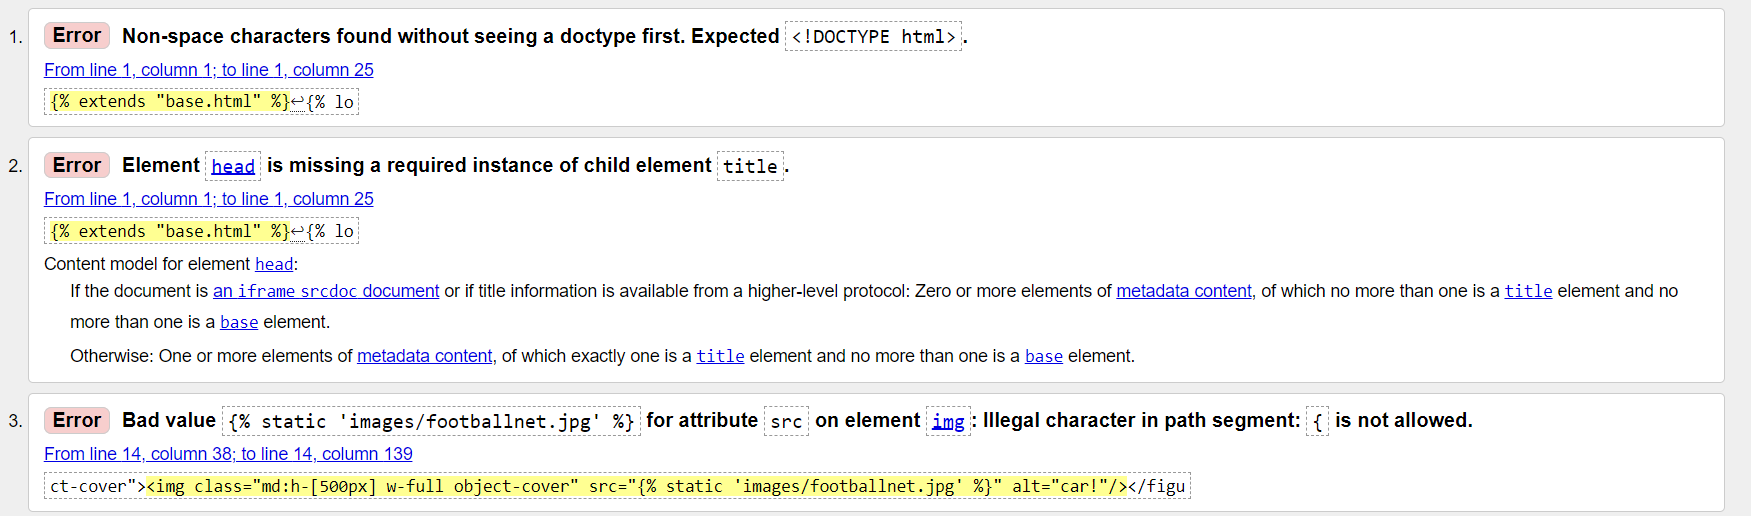 1. Error Non-space characters found without seeing a doctype first. Expected <!DOCTYPE html>.
From line 1, column 1; to line 1, column 25
{% extends "base.html" %}↩{% lo
2. Error Element head is missing a required instance of child element title.
From line 1, column 1; to line 1, column 25
{% extends "base.html" %}↩{% lo
Content model for element head:
If the document is an iframe srcdoc document or if title information is available from a higher-level protocol: Zero or more elements of metadata content, of which no more than one is a title element and no
more than one is a base element.
Otherwise: One or more elements of metadata content, of which exactly one is a title element and no more than one is a base element.
3. Error Bad value {% static 'images/footballnet.jpg' %} for attribute src on element img: Illegal character in path segment: { is not allowed.
From line 14, column 38; to line 14, column 139
ct-cover"><img class="md:h-[500px] w-full object-cover" src="{% static 'images/footballnet.jpg' %}" alt="car!"/></figu